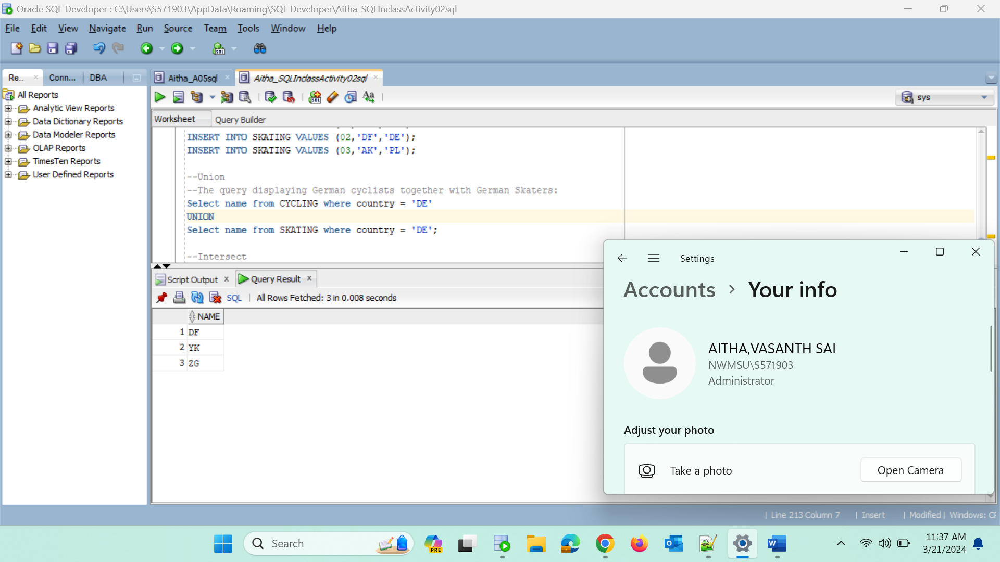 Oracle SQL Developer : C:\Users\S571903\AppData\Roaming\SQL Developer\Aitha_SQLInclassActivity02sql
File Edit View Navigate Run Source Team Tools Window Help
Re.. Conn... DBA
Aitha_A05sql Aitha_SQLInclassActivity02sql
All Reports
Analytic View Reports
Data Dictionary Reports
Data Modeler Reports
OLAP Reports
TimesTen Reports
User Defined Reports
sys
Worksheet Query Builder
INSERT INTO SKATING VALUES (02,'DF','DE');
INSERT INTO SKATING VALUES (03,'AK','PL');
--Union
--The query displaying German cyclists together with German Skaters:
Select name from CYCLING where country = 'DE'
UNION
Select name from SKATING where country = 'DE';
--Intersect
Script Output Query Result
SQL All Rows Fetched: 3 in 0.008 seconds
NAME
1 DF
2 YK
3 ZG
Settings
Accounts > Your info
AITHA,VASANTH SAI
NWMSU\S571903
Administrator
Adjust your photo
Take a photo Open Camera
| Line 213 Column 7 | Insert | Modified | Windows: CF
Search
PRE
11:37 AM
3/21/2024